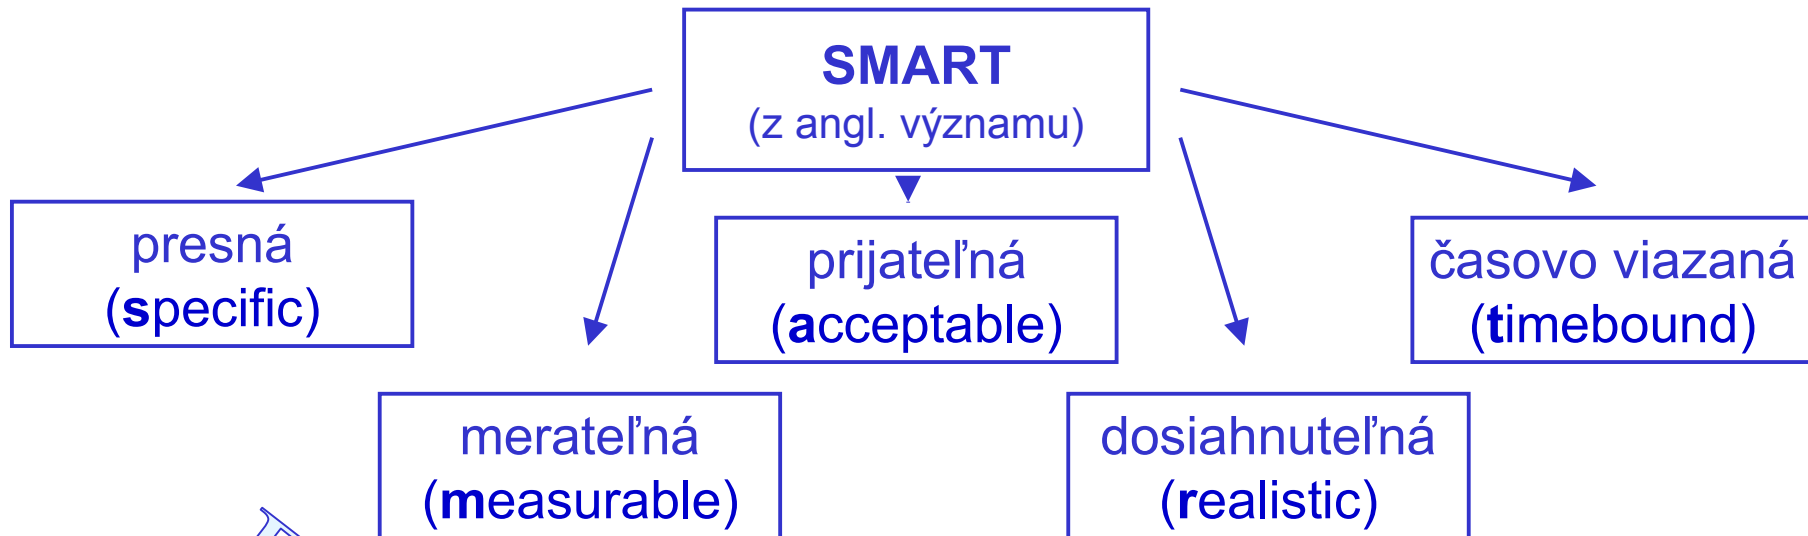 SMART
(z angl. významu)
presná
(specific)
merateľná
(measurable)
prijateľná
(acceptable)
dosiahnuteľná
(realistic)
časovo viazaná
(timebound)